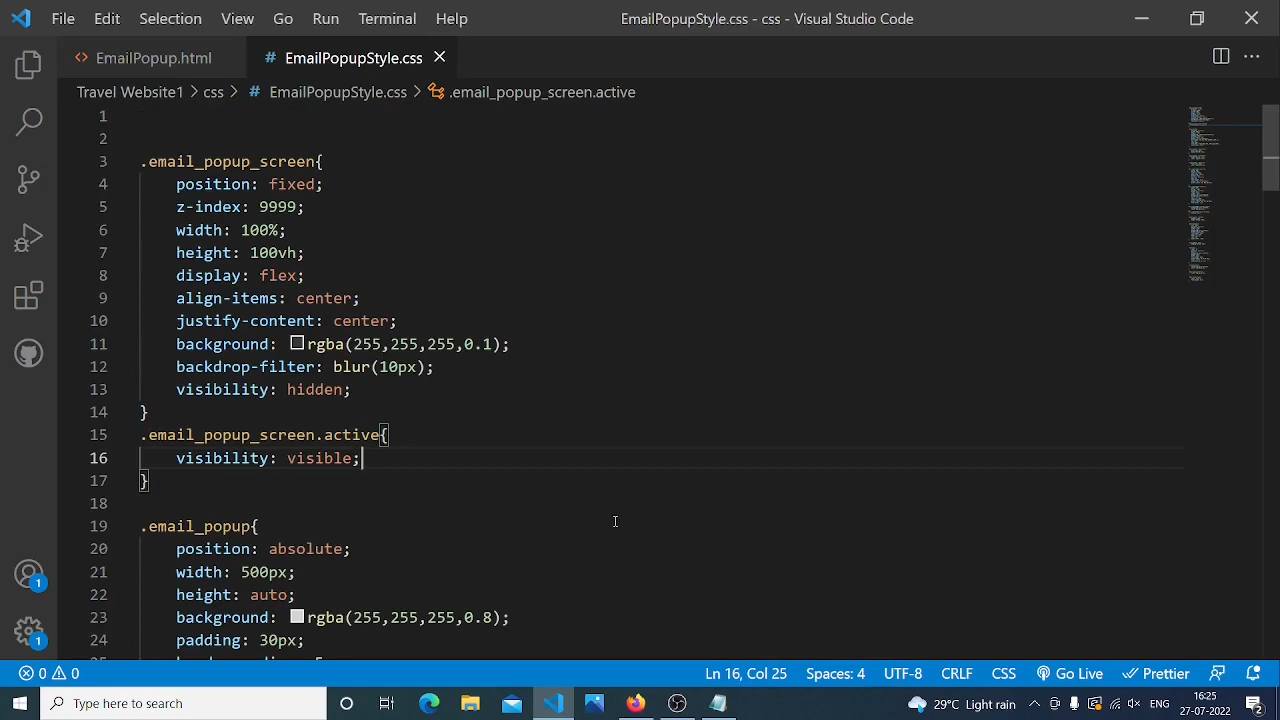 File Edit Selection View Go Run Terminal Help EmailPopupStyle.css - css - Visual Studio Code
<> EmailPopup.html # EmailPopupStyle.css
Travel Website1 > css > # EmailPopupStyle.css > .email_popup_screen.active
1
2
3 .email_popup_screen{
4 position: fixed;
5 z-index: 9999;
6 width: 100%;
7 height: 100vh;
8 display: flex;
9 align-items: center;
10 justify-content: center;
11 background: rgba(255,255,255,0.1);
12 backdrop-filter: blur(10px);
13 visibility: hidden;
14 }
15 .email_popup_screen.active{
16 visibility: visible;
17 }
18
19 .email_popup{
20 position: absolute;
21 width: 500px;
22 height: auto;
23 background: rgba(255,255,255,0.8);
24 padding: 30px;
1
1
0 0 Ln 16, Col 25 Spaces: 4 UTF-8 CRLF CSS Go Live Prettier
Type here to search 29°C Light rain ENG 16:25
27-07-2022 2